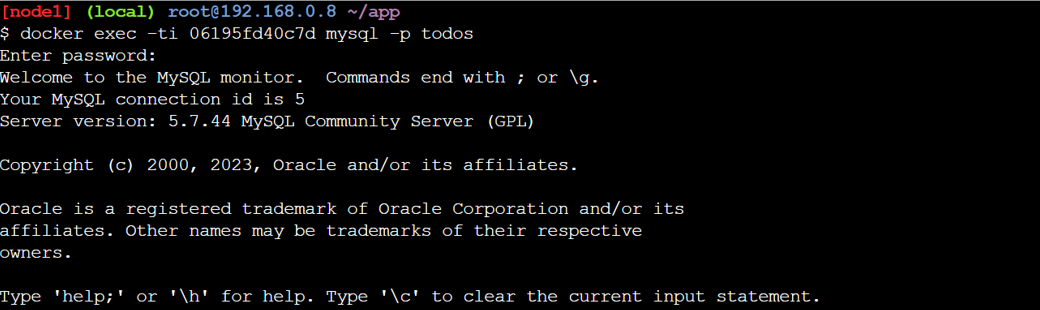 [node1] (local) root@192.168.0.8 ~/app
$ docker exec -ti 06195fd40c7d mysql -p todos
Enter password:
Welcome to the MySQL monitor.  Commands end with ; or \g.
Your MySQL connection id is 5
Server version: 5.7.44 MySQL Community Server (GPL)

Copyright (c) 2000, 2023, Oracle and/or its affiliates.

Oracle is a registered trademark of Oracle Corporation and/or its
affiliates. Other names may be trademarks of their respective
owners.

Type 'help;' or '\h' for help. Type '\c' to clear the current input statement.